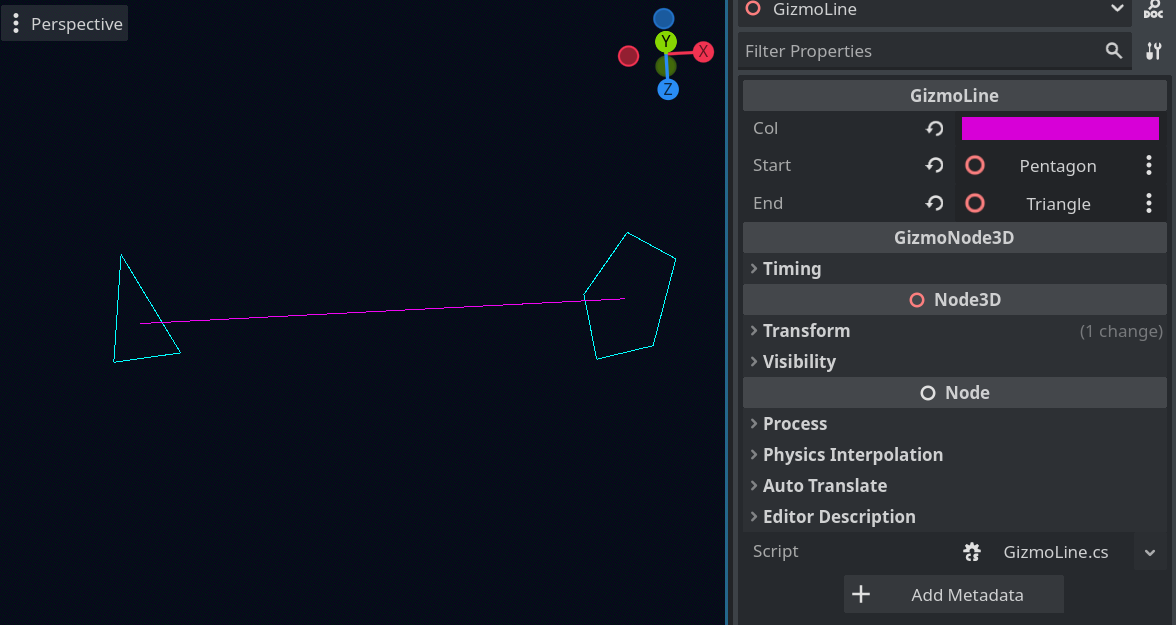 Perspective
Y
X
Z
GizmoLine
DOC
Filter Properties
GizmoLine
Col
Start Pentagon
End Triangle
GizmoNode3D
Timing
Node3D
Transform (1 change)
Visibility
Node
Process
Physics Interpolation
Auto Translate
Editor Description
Script C# GizmoLine.cs
Add Metadata